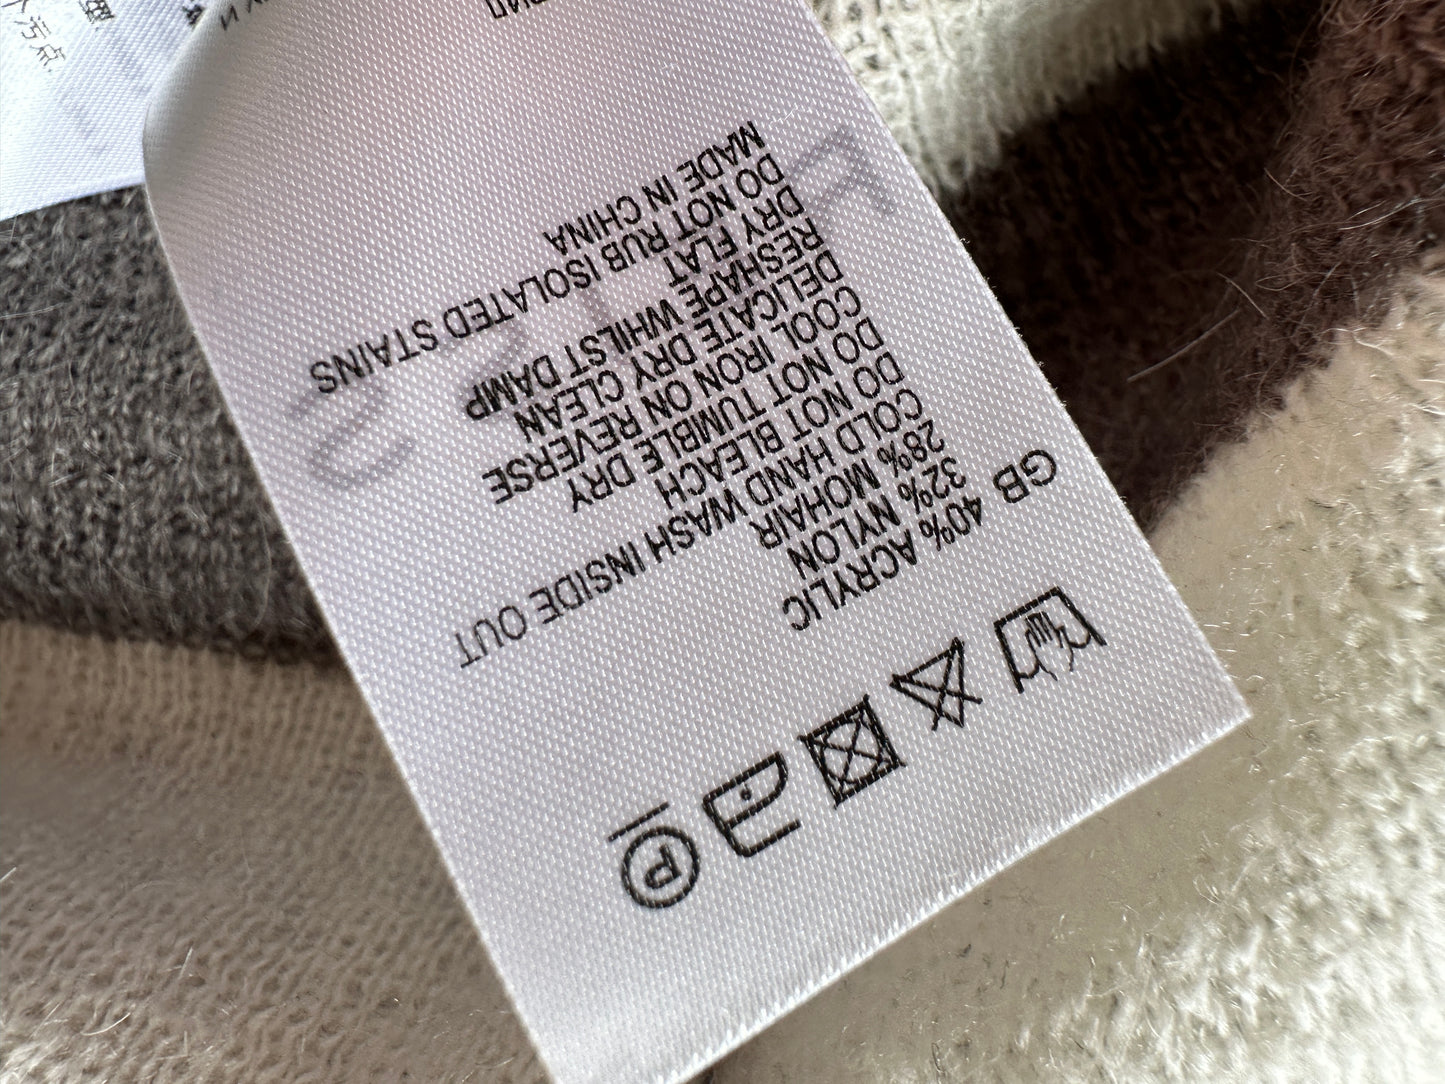 GB
40% ACRYLIC
32% NYLON
28% MOHAIR
COLD HAND WASH INSIDE OUT
DO NOT BLEACH
DO NOT TUMBLE DRY
COOL IRON ON REVERSE
DELICATE DRY CLEAN
RESHAPE WHILST DAMP
DRY FLAT
DO NOT RUB ISOLATED STAINS
MADE IN CHINA
P
污点.